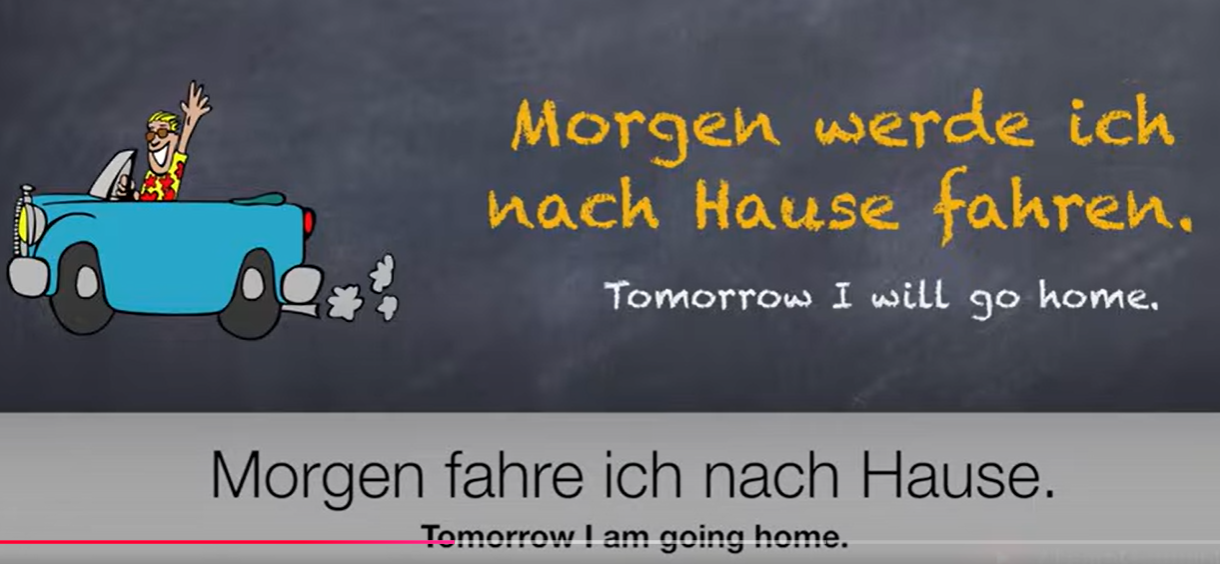 Morgen werde ich
nach Hause fahren.
Tomorrow I will go home.
Morgen fahre ich nach Hause.
Tomorrow I am going home.